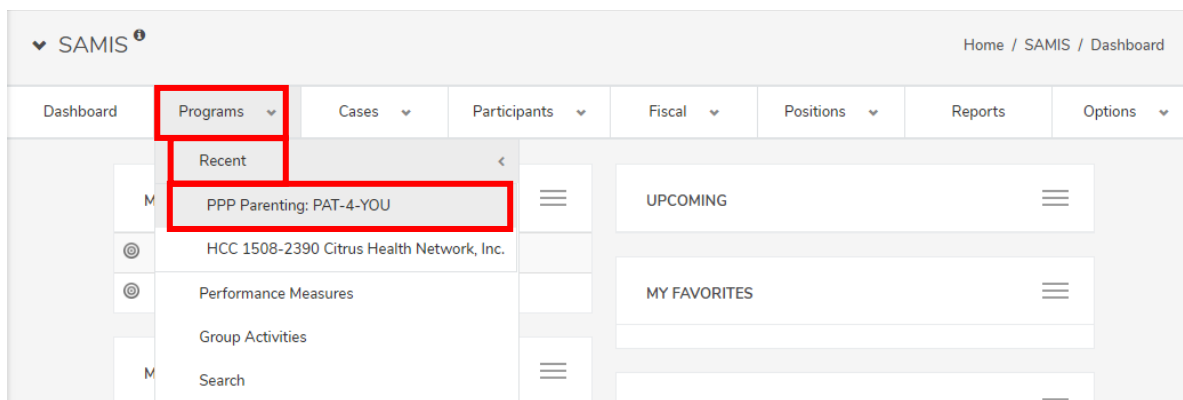 SAMIS
Home / SAMIS / Dashboard
Dashboard Programs Cases Participants Fiscal Positions Reports Options
Recent
M
PPP Parenting: PAT-4-YOU
UPCOMING
HCC 1508-2390 Citrus Health Network, Inc.
Performance Measures
MY FAVORITES
Group Activities
M
Search